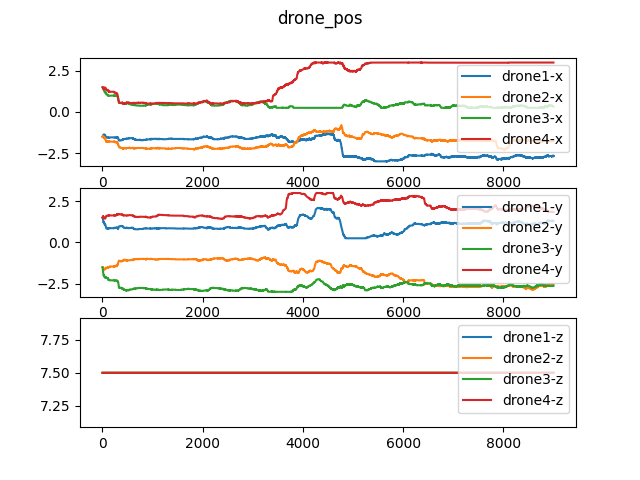 drone_pos
2.5
0.0
−2.5
drone1-x
drone2-x
drone3-x
drone4-x
0 2000 4000 6000 8000
2.5
0.0
−2.5
drone1-y
drone2-y
drone3-y
drone4-y
0 2000 4000 6000 8000
7.75
7.50
7.25
drone1-z
drone2-z
drone3-z
drone4-z
0 2000 4000 6000 8000